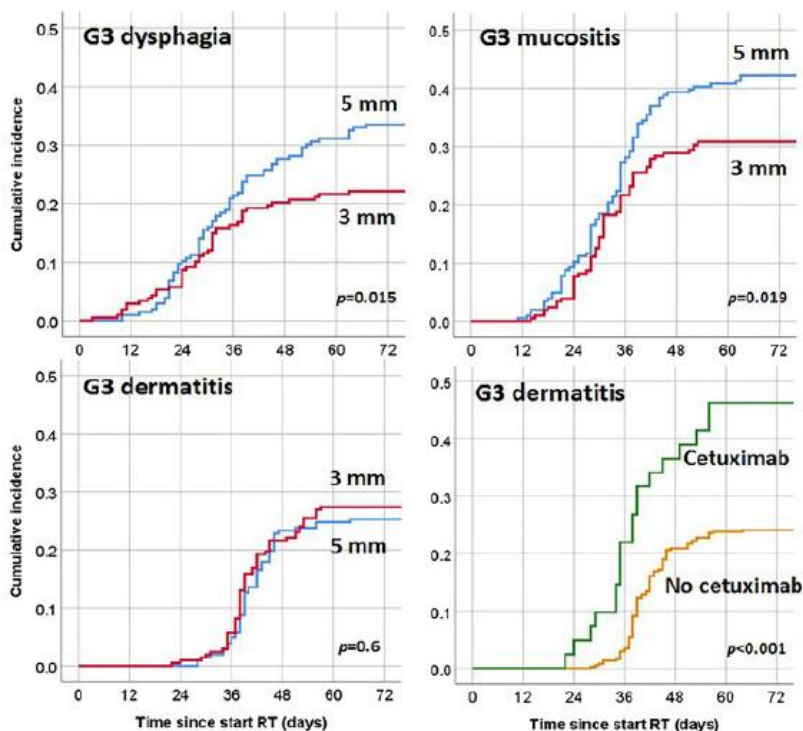 G3 dysphagia
0.5
0.4
0.3
0.2
0.1
0.0
Cumulative incidence
5 mm
3 mm
p=0.015
0 12 24 36 48 60 72
G3 mucositis
0.5
0.4
0.3
0.2
0.1
0.0
5 mm
3 mm
p=0.019
0 12 24 36 48 60 72
G3 dermatitis
0.5
0.4
0.3
0.2
0.1
0.0
Cumulative incidence
3 mm
5 mm
p=0.6
0 12 24 36 48 60 72
Time since start RT (days)
G3 dermatitis
0.5
0.4
0.3
0.2
0.1
0.0
Cetuximab
No cetuximab
p<0.001
0 12 24 36 48 60 72
Time since start RT (days)